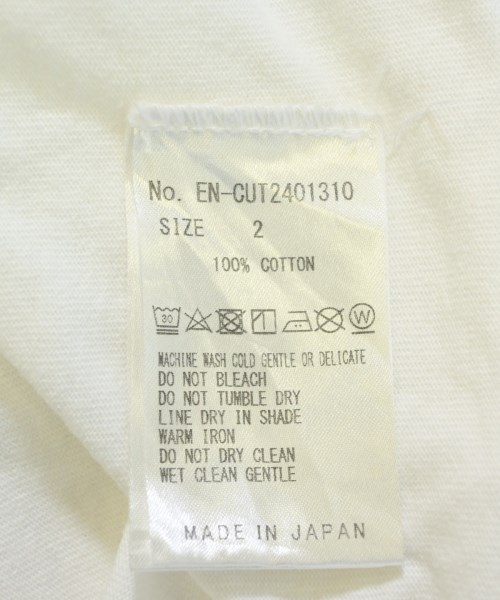 No. EN-CUT2401310
SIZE 2
100% COTTON
30 W
MACHINE WASH COLD GENTLE OR DELICATE
DO NOT BLEACH
DO NOT TUMBLE DRY
LINE DRY IN SHADE
WARM IRON
DO NOT DRY CLEAN
WET CLEAN GENTLE
MADE IN JAPAN